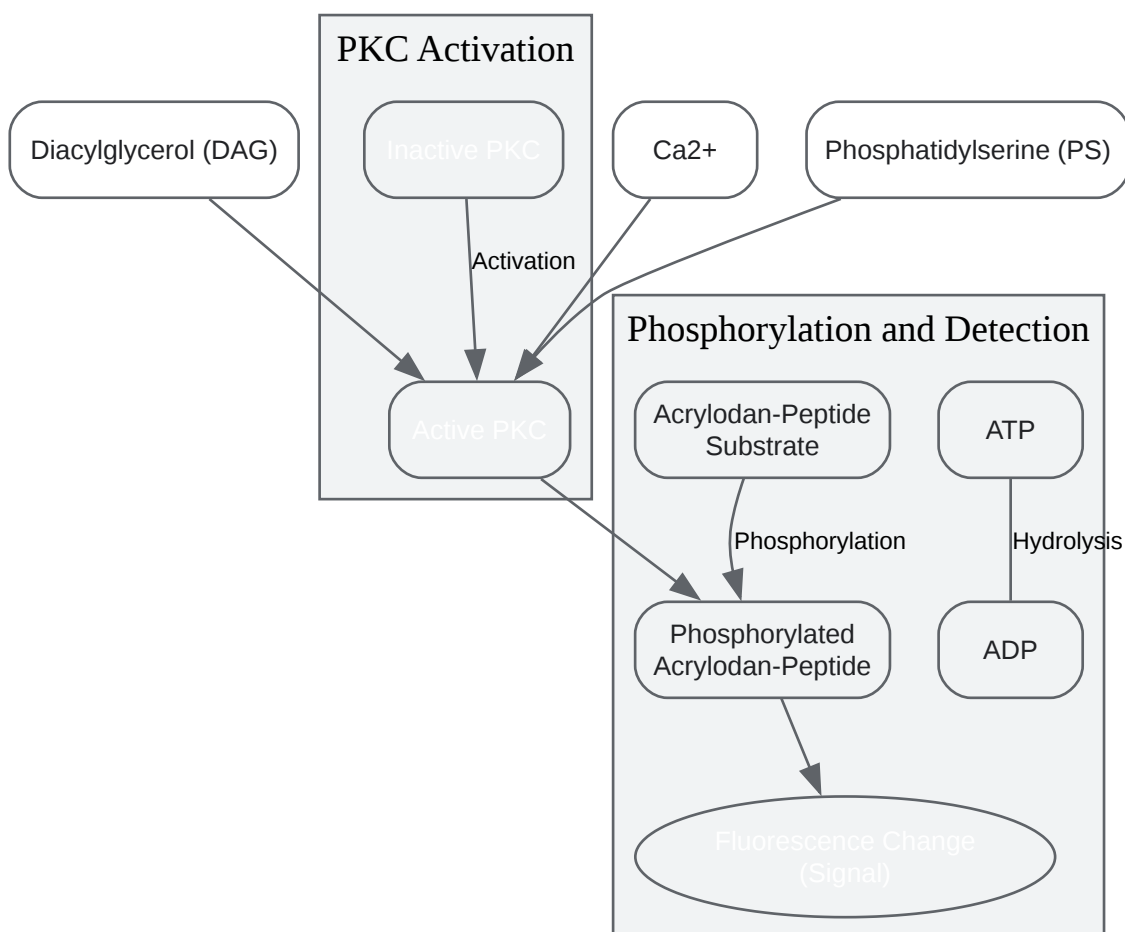 PKC Activation
Diacylglycerol (DAG)
Inactive PKC
Ca2+
Phosphatidylserine (PS)
Activation
Phosphorylation and Detection
Active PKC
Acrylodan-Peptide
Substrate
ATP
Phosphorylation
Hydrolysis
Phosphorylated
Acrylodan-Peptide
ADP
Fluorescence Change
(Signal)